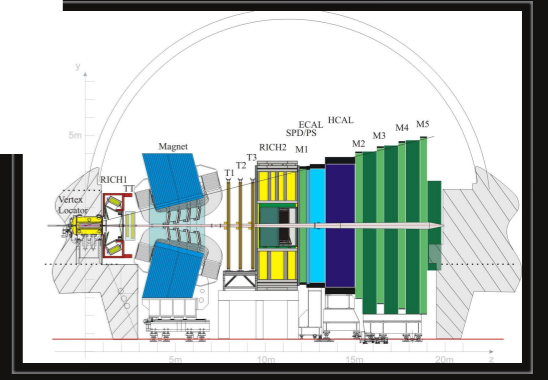 y
5m
Vertex
Locator
RICH1
TT
Magnet
T1
T2
T3
RICH2
M1
SPD/PS
ECAL
HCAL
M2
M3
M4
M5
5m
10m
15m
20m
z